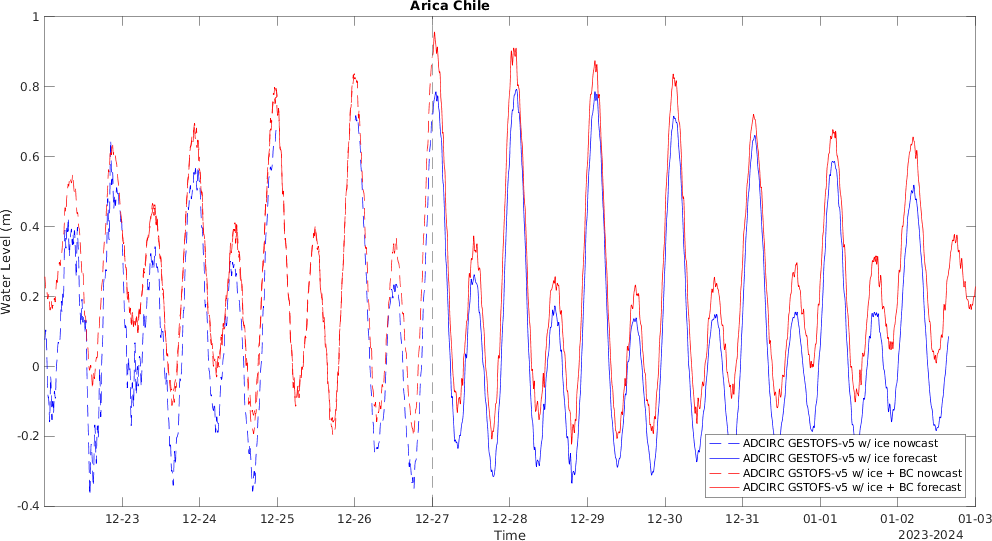 Arica Chile
Water Level (m)
1
0.8
0.6
0.4
0.2
0
-0.2
-0.4
ADCIRC GESTOFS-v5 w/ ice nowcast
ADCIRC GESTOFS-v5 w/ ice forecast
ADCIRC GSTOFS-v5 w/ ice + BC nowcast
ADCIRC GSTOFS-v5 w/ ice + BC forecast
12-23 12-24 12-25 12-26 12-27 12-28 12-29 12-30 12-31 01-01 01-02 01-03
Time
2023-2024